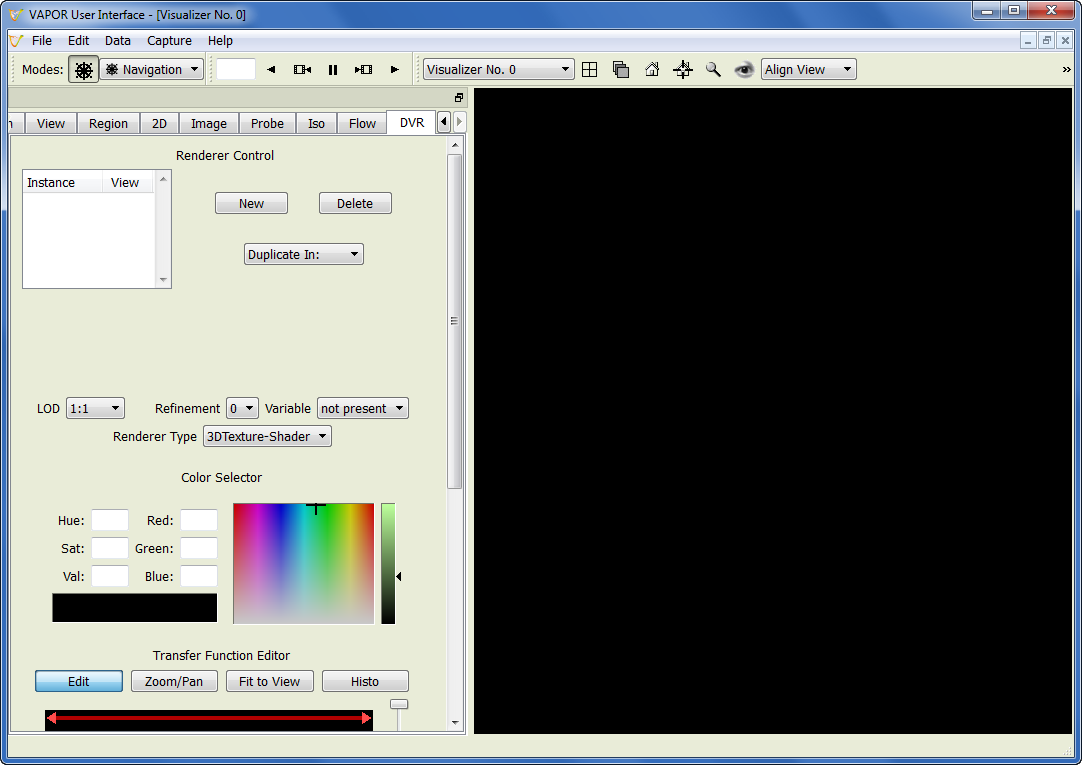 VAPOR User Interface - [Visualizer No. 0]
File Edit Data Capture Help
Modes: Navigation Visualizer No. 0 Align View »
View Region 2D Image Probe Iso Flow DVR
Renderer Control
Instance View
New Delete
Duplicate In:
LOD 1:1 Refinement 0 Variable not present
Renderer Type 3DTexture-Shader
Color Selector
Hue: Red:
Sat: Green:
Val: Blue:
Transfer Function Editor
Edit Zoom/Pan Fit to View Histo